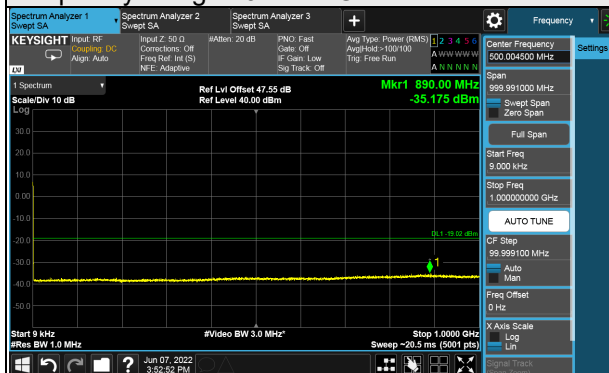 Spectrum Analyzer 1
Swept SA
Spectrum Analyzer 2
Swept SA
Spectrum Analyzer 3
Swept SA
Frequency
KEYSIGHT
Input: RF
Coupling: DC
Align: Auto
Input Z: 50 Ω
Corrections: Off
Freq Ref: Int (S)
NFE: Adaptive
#Atten: 20 dB
PNO: Fast
Gate: Off
IF Gain: Low
Sig Track: Off
Avg Type: Power (RMS)
Avg|Hold:>100/100
Trig: Free Run
1 2 3 4 5 6
A W W W W W
A N N N N N
LXI
1 Spectrum
Scale/Div 10 dB
Ref Lvl Offset 47.55 dB
Ref Level 40.00 dBm
Mkr1 890.00 MHz
-35.175 dBm
Log
30.0
20.0
10.0
0.00
-10.0
-20.0
-30.0
-40.0
-50.0
DL1 -19.02 dBm
1
Start 9 kHz
#Res BW 1.0 MHz
#Video BW 3.0 MHz*
Stop 1.0000 GHz
Sweep ~20.5 ms (5001 pts)
Jun 07, 2022
3:52:52 PM
Center Frequency
500.004500 MHz
Settings
Span
999.991000 MHz
Swept Span
Zero Span
Full Span
Start Freq
9.000 kHz
Stop Freq
1.000000000 GHz
AUTO TUNE
CF Step
99.999100 MHz
Auto
Man
Freq Offset
0 Hz
X Axis Scale
Log
Lin
Signal Track